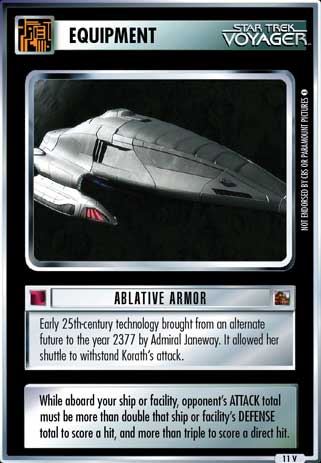 EQUIPMENT
STAR TREK
VOYAGER™
NOT ENDORSED BY CBS OR PARAMOUNT PICTURES
ABLATIVE ARMOR
Early 25th-century technology brought from an alternate
future to the year 2377 by Admiral Janeway. It allowed her
shuttle to withstand Korath's attack.
While aboard your ship or facility, opponent's ATTACK total
must be more than double that ship or facility's DEFENSE
total to score a hit, and more than triple to score a direct hit.
11 V